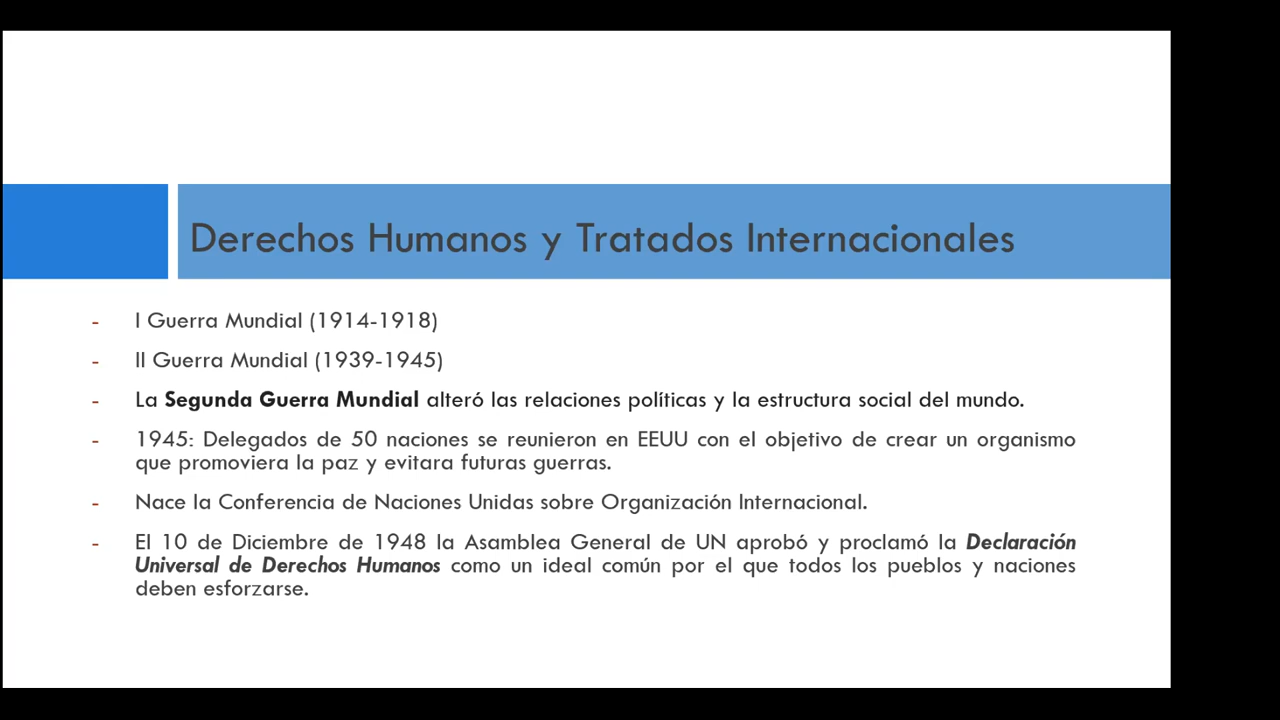 Derechos Humanos y Tratados Internacionales
- I Guerra Mundial (1914-1918)
- II Guerra Mundial (1939-1945)
- La Segunda Guerra Mundial alteró las relaciones políticas y la estructura social del mundo.
- 1945: Delegados de 50 naciones se reunieron en EEUU con el objetivo de crear un organismo
que promoviera la paz y evitara futuras guerras.
- Nace la Conferencia de Naciones Unidas sobre Organización Internacional.
- El 10 de Diciembre de 1948 la Asamblea General de UN aprobó y proclamó la Declaración
Universal de Derechos Humanos como un ideal común por el que todos los pueblos y naciones
deben esforzarse.